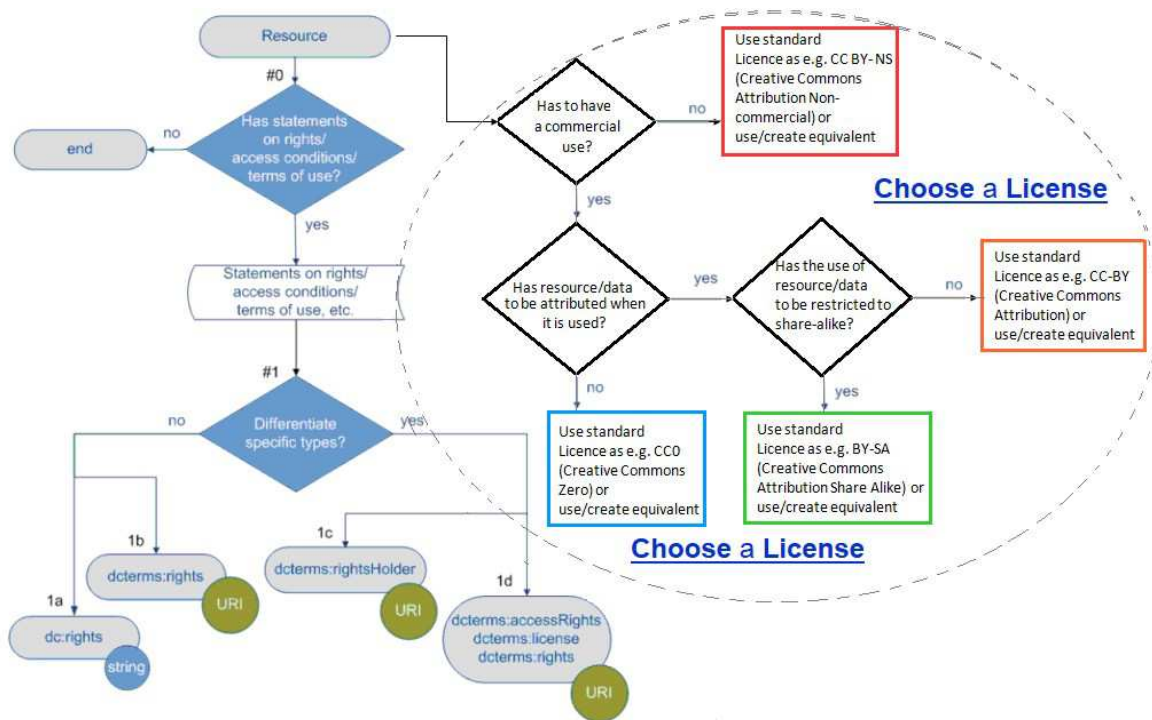 Resource
#0
Has statements
on rights/
access conditions/
terms of use?
no
end
yes
Statements on rights/
access conditions/
terms of use, etc.
#1
Differentiate
specific types?
no
yes
1a
dc:rights
string
1b
dcterms:rights
URI
1c
dcterms:rightsHolder
URI
1d
dcterms:accessRights
dcterms:license
dcterms:rights
URI
Has to have
a commercial
use?
no
Use standard
Licence as e.g. CC BY- NS
(Creative Commons
Attribution Non-
commercial) or
use/create equivalent
Choose a License
yes
Has resource/data
to be attributed when
it is used?
yes
Has the use of
resource/data
to be restricted to
share-alike?
no
Use standard
Licence as e.g. CC-BY
(Creative Commons
Attribution) or
use/create equivalent
no
Use standard
Licence as e.g. CC0
(Creative Commons
Zero) or
use/create equivalent
yes
Use standard
Licence as e.g. BY-SA
(Creative Commons
Attribution Share Alike) or
use/create equivalent
Choose a License